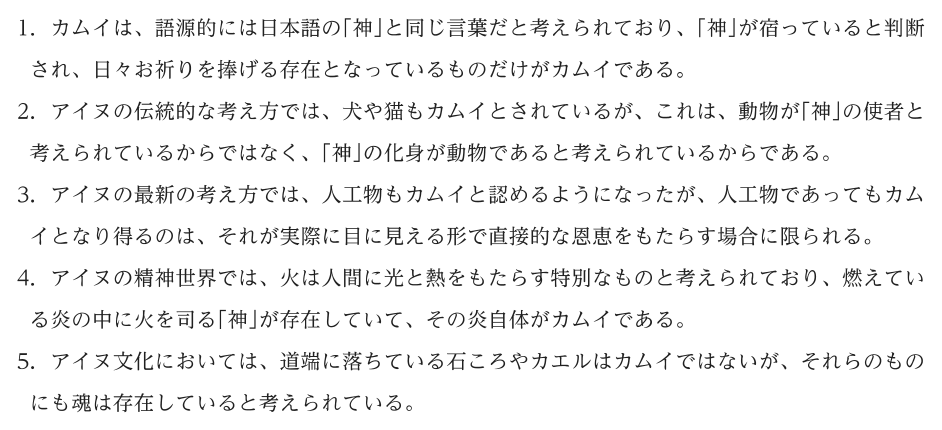 1．カムイは、語源的には日本語の「神」と同じ言葉だと考えられており、「神」が宿っていると判断
され、日々お祈りを捧げる存在となっているものだけがカムイである。
2．アイヌの伝統的な考え方では、犬や猫もカムイとされているが、これは、動物が「神」の使者と
考えられているからではなく、「神」の化身が動物であると考えられているからである。
3．アイヌの最新の考え方では、人工物もカムイと認めるようになったが、人工物であってもカム
イとなり得るのは、それが実際に目に見える形で直接的な恩恵をもたらす場合に限られる。
4．アイヌの精神世界では、火は人間に光と熱をもたらす特別なものと考えられており、燃えてい
る炎の中に火を司る「神」が存在していて、その炎自体がカムイである。
5．アイヌ文化においては、道端に落ちている石ころやカエルはカムイではないが、それらのもの
にも魂は存在していると考えられている。